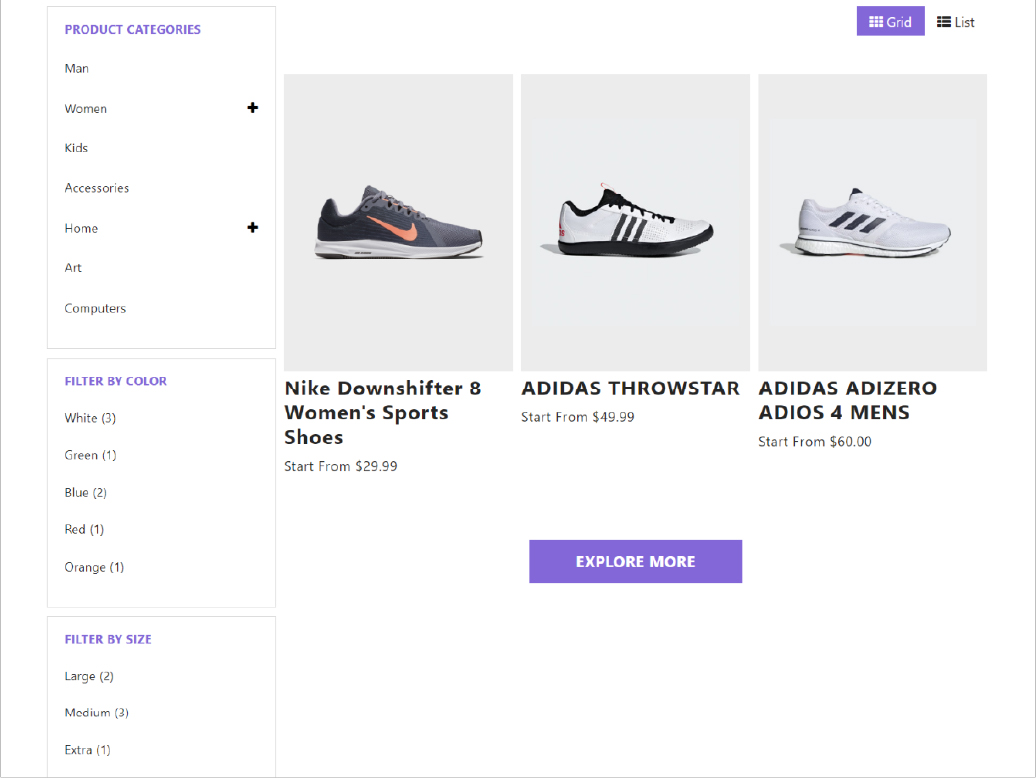 PRODUCT CATEGORIES
Man
Women
Kids
Accessories
Home
Art
Computers
FILTER BY COLOR
White (3)
Green (1)
Blue (2)
Red (1)
Orange (1)
FILTER BY SIZE
Large (2)
Medium (3)
Extra (1)
Grid
List
Nike Downshifter 8
Women's Sports
Shoes
Start From $29.99
ADIDAS THROWSTAR
Start From $49.99
ADIDAS ADIZERO
ADIOS 4 MENS
Start From $60.00
EXPLORE MORE